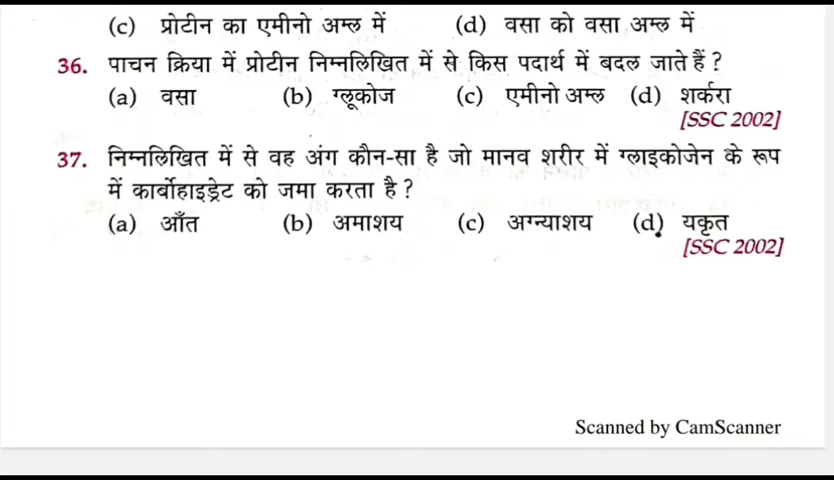 (c) प्रोटीन का एमीनो अम्ल में (d) वसा को वसा अम्ल में
36. पाचन क्रिया में प्रोटीन निम्नलिखित में से किस पदार्थ में बदल जाते हैं ?
(a) वसा (b) ग्लूकोज (c) एमीनो अम्ल (d) शर्करा
[SSC 2002]
37. निम्नलिखित में से वह अंग कौन-सा है जो मानव शरीर में ग्लाइकोजेन के रूप
में कार्बोहाइड्रेट को जमा करता है ?
(a) आँत (b) अमाशय (c) अग्न्याशय (d) यकृत
[SSC 2002]
Scanned by CamScanner